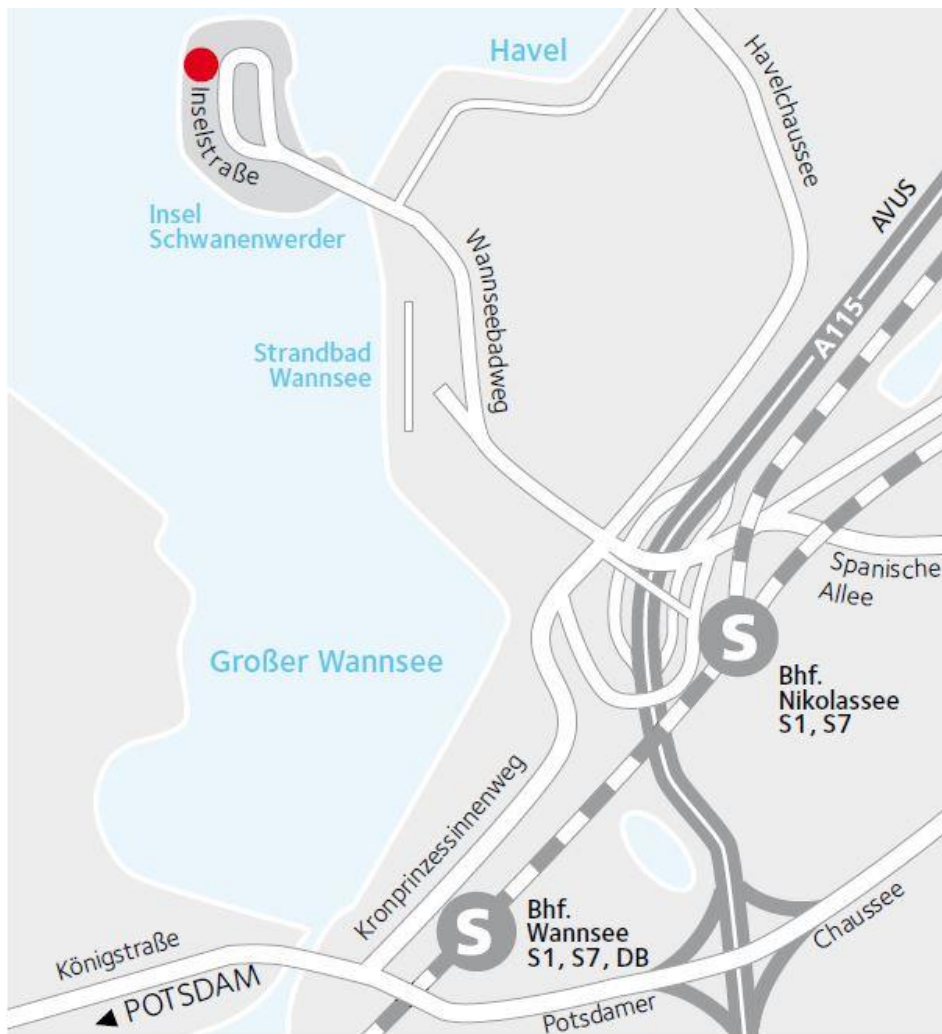 Havel
Havelchaussee
Inselstraße
AVUS
Insel
Schwanenwerder
Wannseebadweg
A115
Strandbad
Wannsee
Spanische
Allee
S
Großer Wannsee
Bhf.
Nikolassee
S1, S7
Kronprinzessinnenweg
S
Bhf.
Wannsee
S1, S7, DB
Chaussee
Königstraße
POTSDAM
Potsdamer